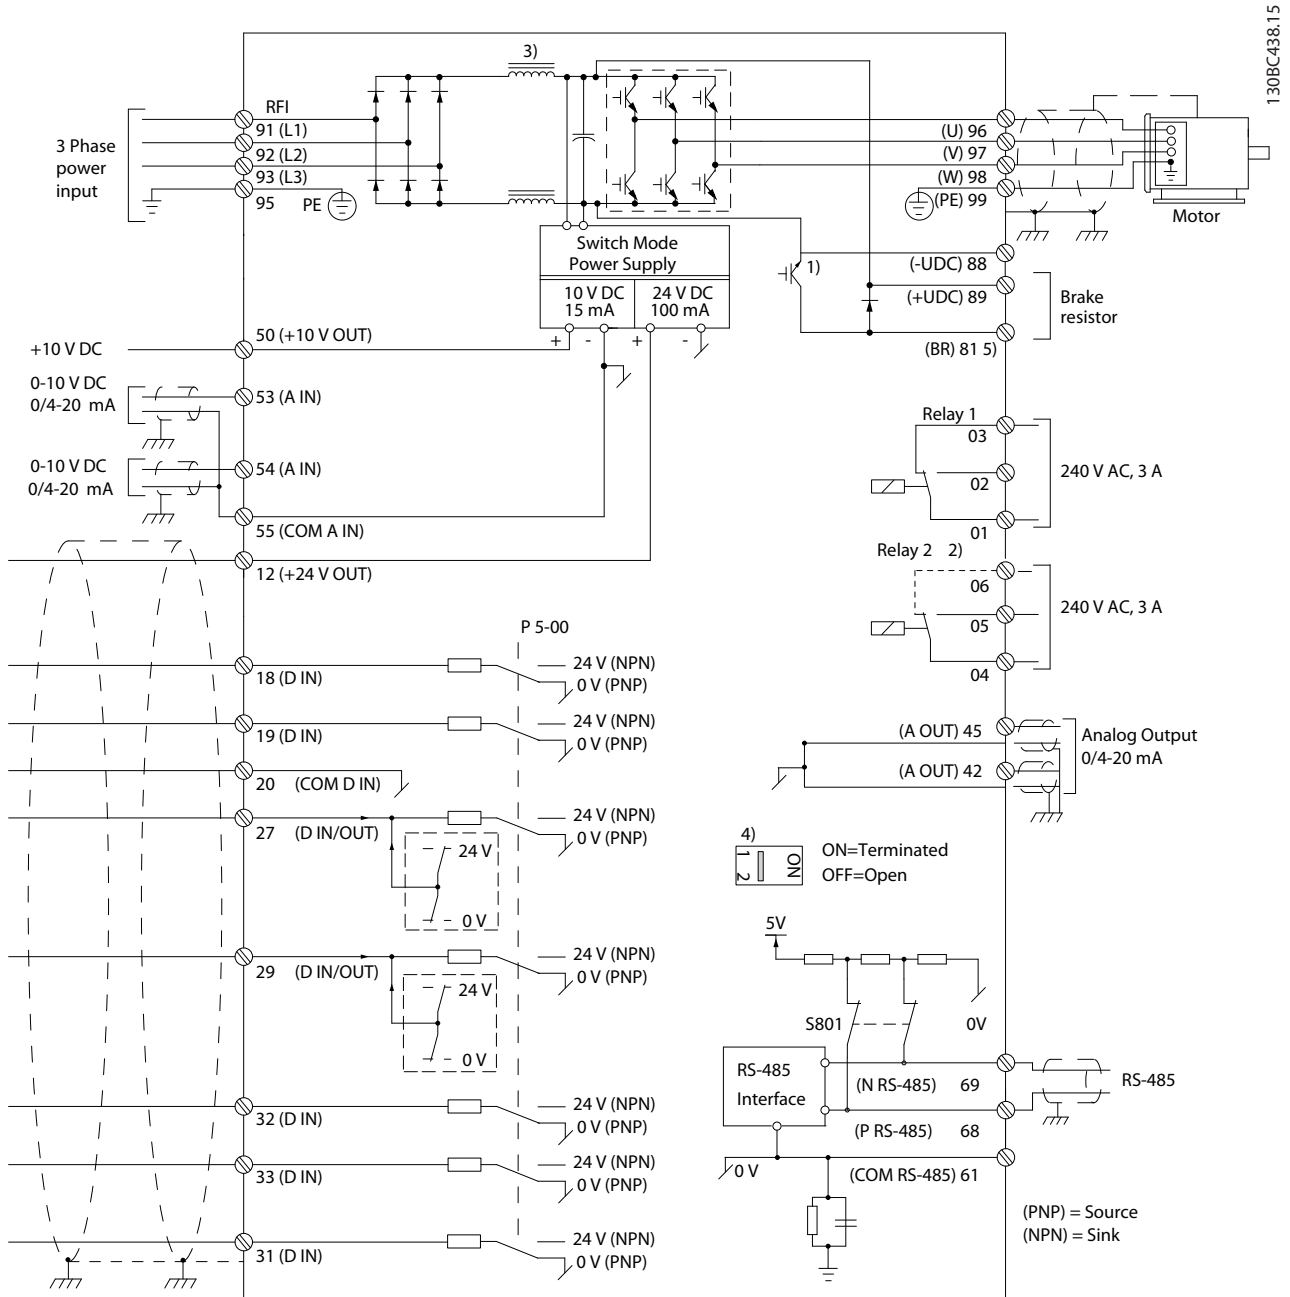 130BC438.15
3 Phase
power
input
RFI
91 (L1)
92 (L2)
93 (L3)
95
PE
3)
(U) 96
(V) 97
(W) 98
(PE) 99
Motor
Switch Mode
Power Supply
10 V DC
15 mA
24 V DC
100 mA
+
-
+
-
1)
(-UDC) 88
(+UDC) 89
(BR) 81 5)
Brake
resistor
+10 V DC
50 (+10 V OUT)
0-10 V DC
0/4-20 mA
53 (A IN)
0-10 V DC
0/4-20 mA
54 (A IN)
55 (COM A IN)
12 (+24 V OUT)
Relay 1
03
02
01
240 V AC, 3 A
Relay 2 2)
06
05
04
240 V AC, 3 A
P 5-00
18 (D IN)
24 V (NPN)
0 V (PNP)
19 (D IN)
24 V (NPN)
0 V (PNP)
20 (COM D IN)
27 (D IN/OUT)
24 V (NPN)
0 V (PNP)
24 V
0 V
29 (D IN/OUT)
24 V (NPN)
0 V (PNP)
24 V
0 V
32 (D IN)
24 V (NPN)
0 V (PNP)
33 (D IN)
24 V (NPN)
0 V (PNP)
31 (D IN)
24 V (NPN)
0 V (PNP)
(A OUT) 45
(A OUT) 42
Analog Output
0/4-20 mA
4)
1 2
ON
ON=Terminated
OFF=Open
5V
S801
0V
RS-485
Interface
(N RS-485) 69
(P RS-485) 68
RS-485
0 V
(COM RS-485) 61
(PNP) = Source
(NPN) = Sink